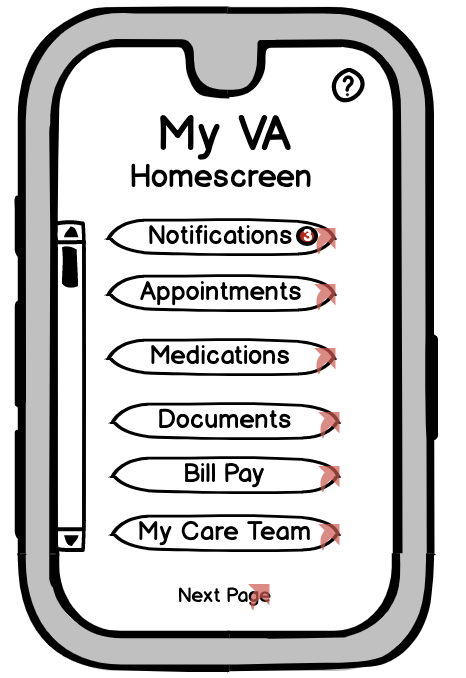 ?
My VA
Homescreen
Notifications 3
Appointments
Medications
Documents
Bill Pay
My Care Team
Next Page